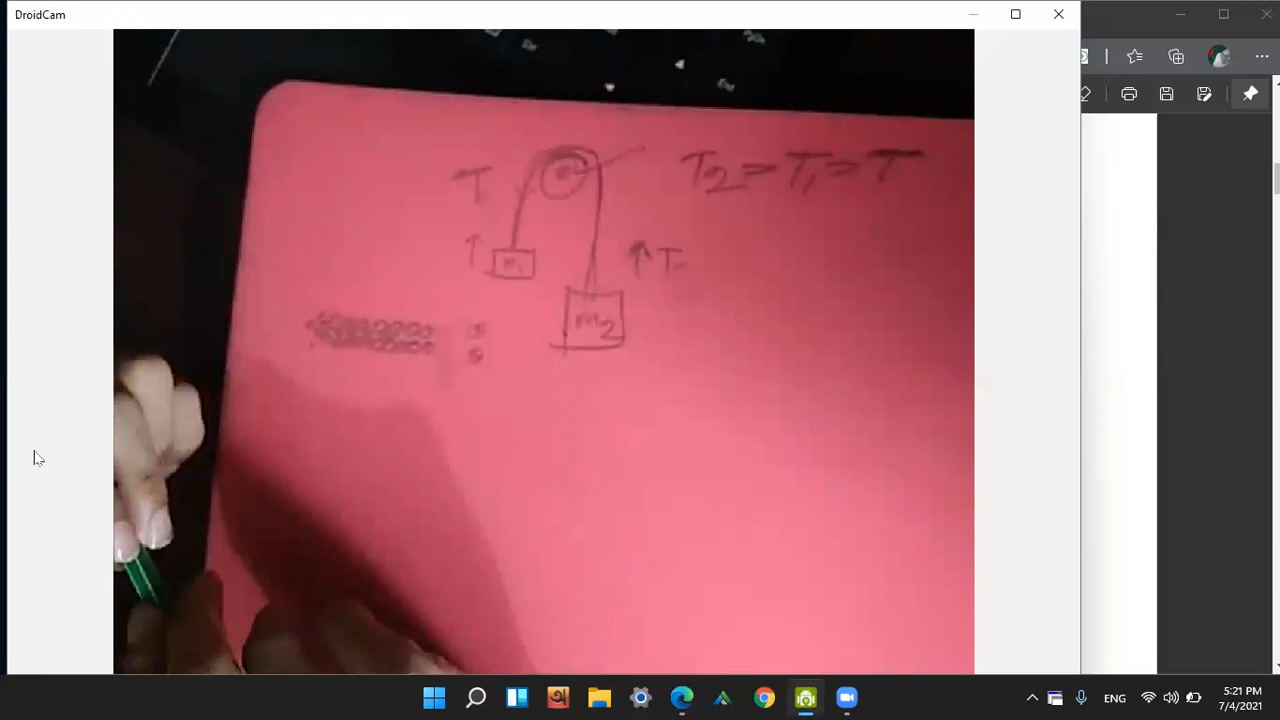 DroidCam
T₂ = T₁ = T
T
m₁
↑ T
m₂
ENG
5:21 PM
7/4/2021